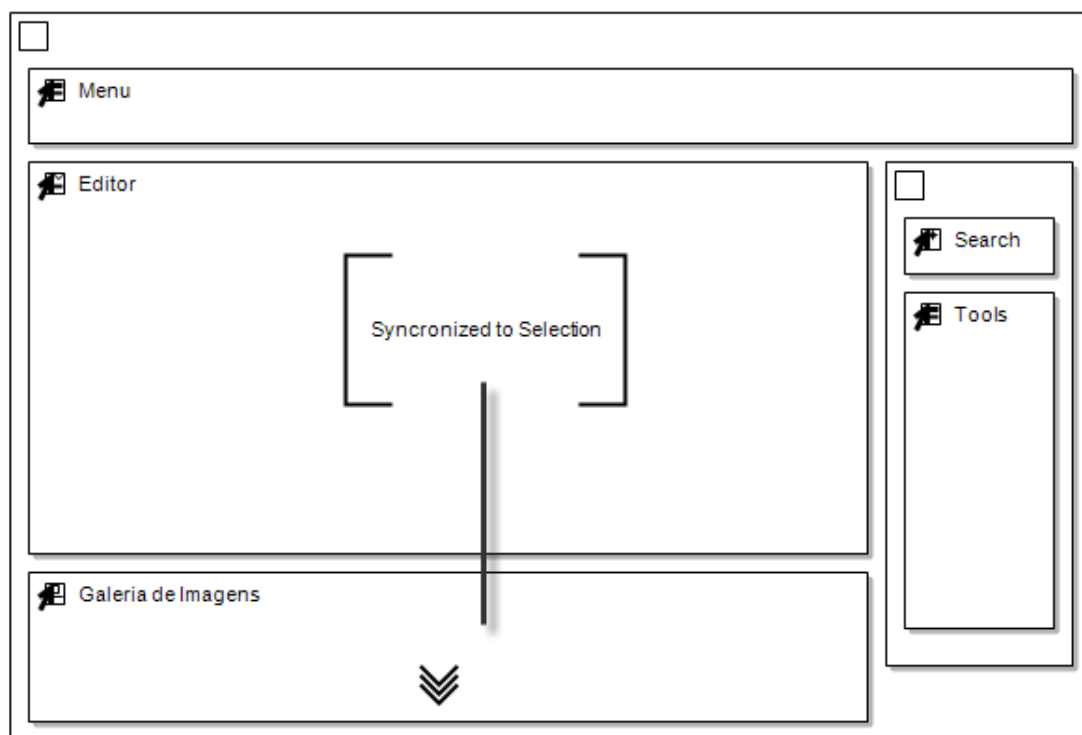 Menu
Editor
Search
Syncronized to Selection
Tools
Galeria de Imagens